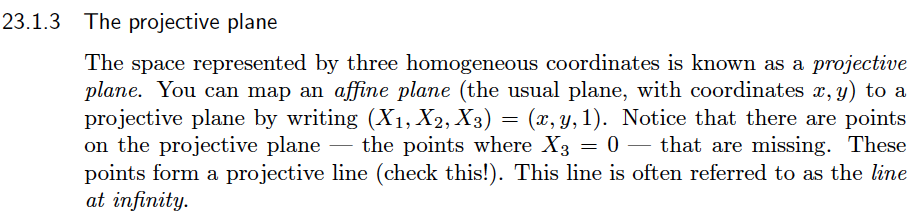 23.1.3 The projective plane
The space represented by three homogeneous coordinates is known as a projective
plane. You can map an affine plane (the usual plane, with coordinates x, y) to a
projective plane by writing (X₁, X₂, X₃) = (x, y, 1). Notice that there are points
on the projective plane — the points where X₃ = 0 — that are missing. These
points form a projective line (check this!). This line is often referred to as the line
at infinity.